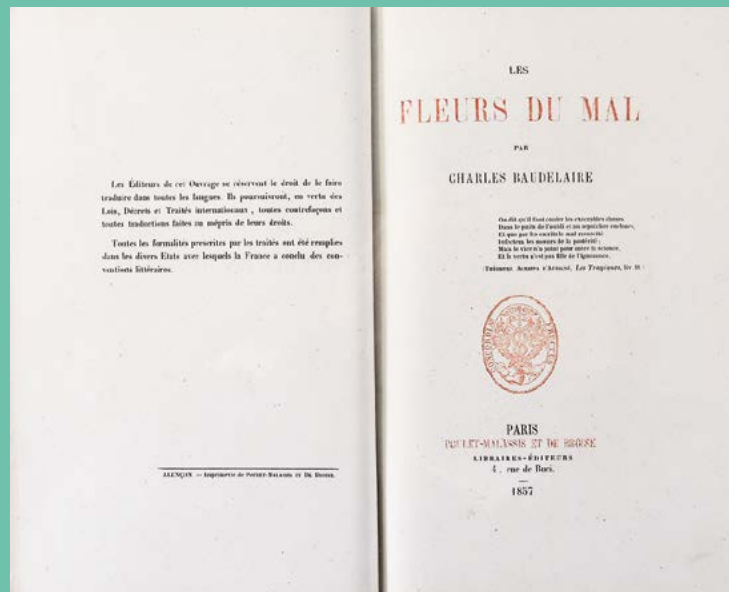 Les Éditeurs de cet Ouvrage se réservent le droit de le faire
traduire dans toutes les langues. Ils poursuivront, en vertu des
Lois, Décrets et Traités internationaux, toutes contrefaçons et
toutes traductions faites au mépris de leurs droits.
Toutes les formalités prescrites par les traités ont été remplies
dans les divers Etats avec lesquels la France a conclu des con-
ventions littéraires.
ALENÇON. — Imprimerie de POULET-MALASSIS ET DE BROISE.
LES
FLEURS DU MAL
PAR
CHARLES BAUDELAIRE
On dit qu'il faut couler les execrables choses
Dans le puits de l'oubli et au sepulchre encloses,
Et que par les escrits le mal resuscité
Infectera les mœurs de la postérité;
Mais le vice n'a point pour mère la science,
Et la vertu n'est pas fille de l'ignorance.
(THÉODORE AGRIPPA D'AUBIGNÉ, Les Tragiques, liv. II.)
CONCORDIÆ FRUCTUS
PARIS
POULET-MALASSIS ET DE BROISE
LIBRAIRES-ÉDITEURS
4, rue de Buci.
1857